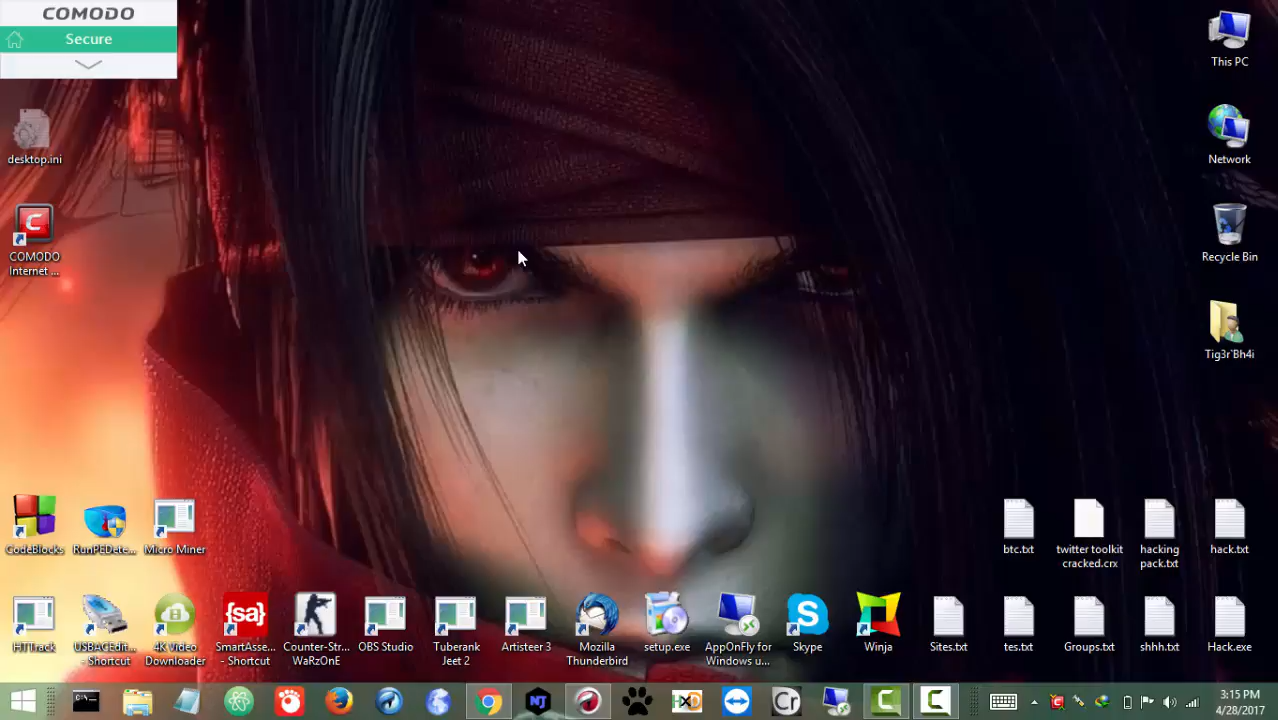 COMODO
Secure
This PC
desktop.ini
Network
COMODO
Internet ...
Recycle Bin
Tig3r'Bh4i
CodeBlocks
RunPEDete...
Micro Miner
btc.txt
twitter toolkit
cracked.crx
hacking
pack.txt
hack.txt
HTTrack
USBAGEdit...
- Shortcut
4K Video
Downloader
SmartAsse...
- Shortcut
Counter-Str...
WaRzOnE
OBS Studio
Tuberank
Jeet 2
Artisteer 3
Mozilla
Thunderbird
setup.exe
AppOnFly for
Windows u...
Skype
Winja
Sites.txt
tes.txt
Groups.txt
shhh.txt
Hack.exe
3:15 PM
4/28/2017